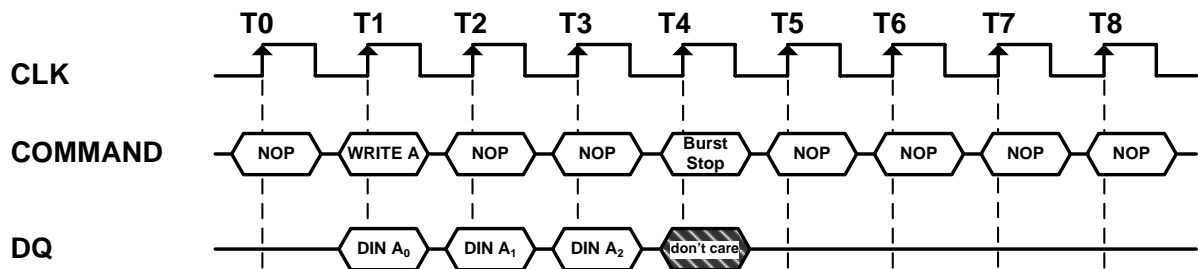 T0 T1 T2 T3 T4 T5 T6 T7 T8
CLK
COMMAND NOP WRITE A NOP NOP Burst Stop NOP NOP NOP NOP
DQ DIN A₀ DIN A₁ DIN A₂ don't care